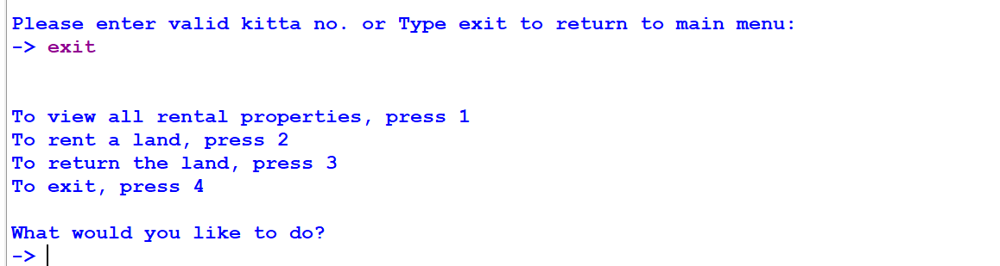 Please enter valid kitta no. or Type exit to return to main menu:
-> exit
To view all rental properties, press 1
To rent a land, press 2
To return the land, press 3
To exit, press 4
What would you like to do?
->